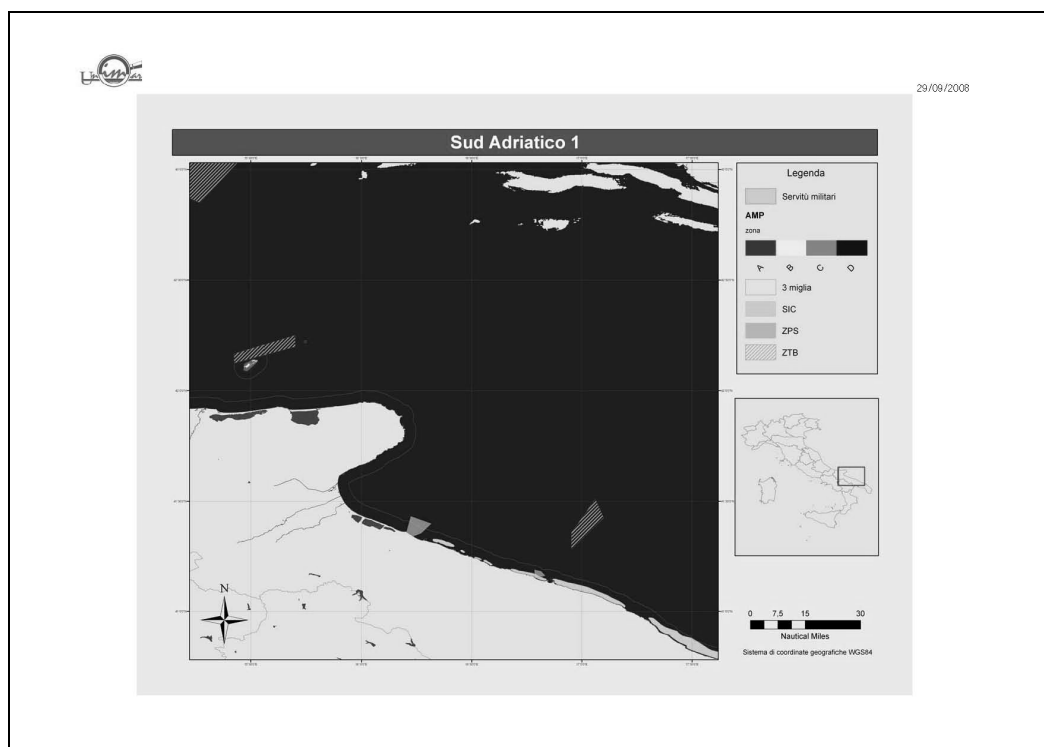 Unimar
29/09/2008
Sud Adriatico 1
Legenda
Servitù militari
AMP
zona
A B C D
3 miglia
SIC
ZPS
ZTB
N
0 7,5 15 30
Nautical Miles
Sistema di coordinate geografiche WGS84